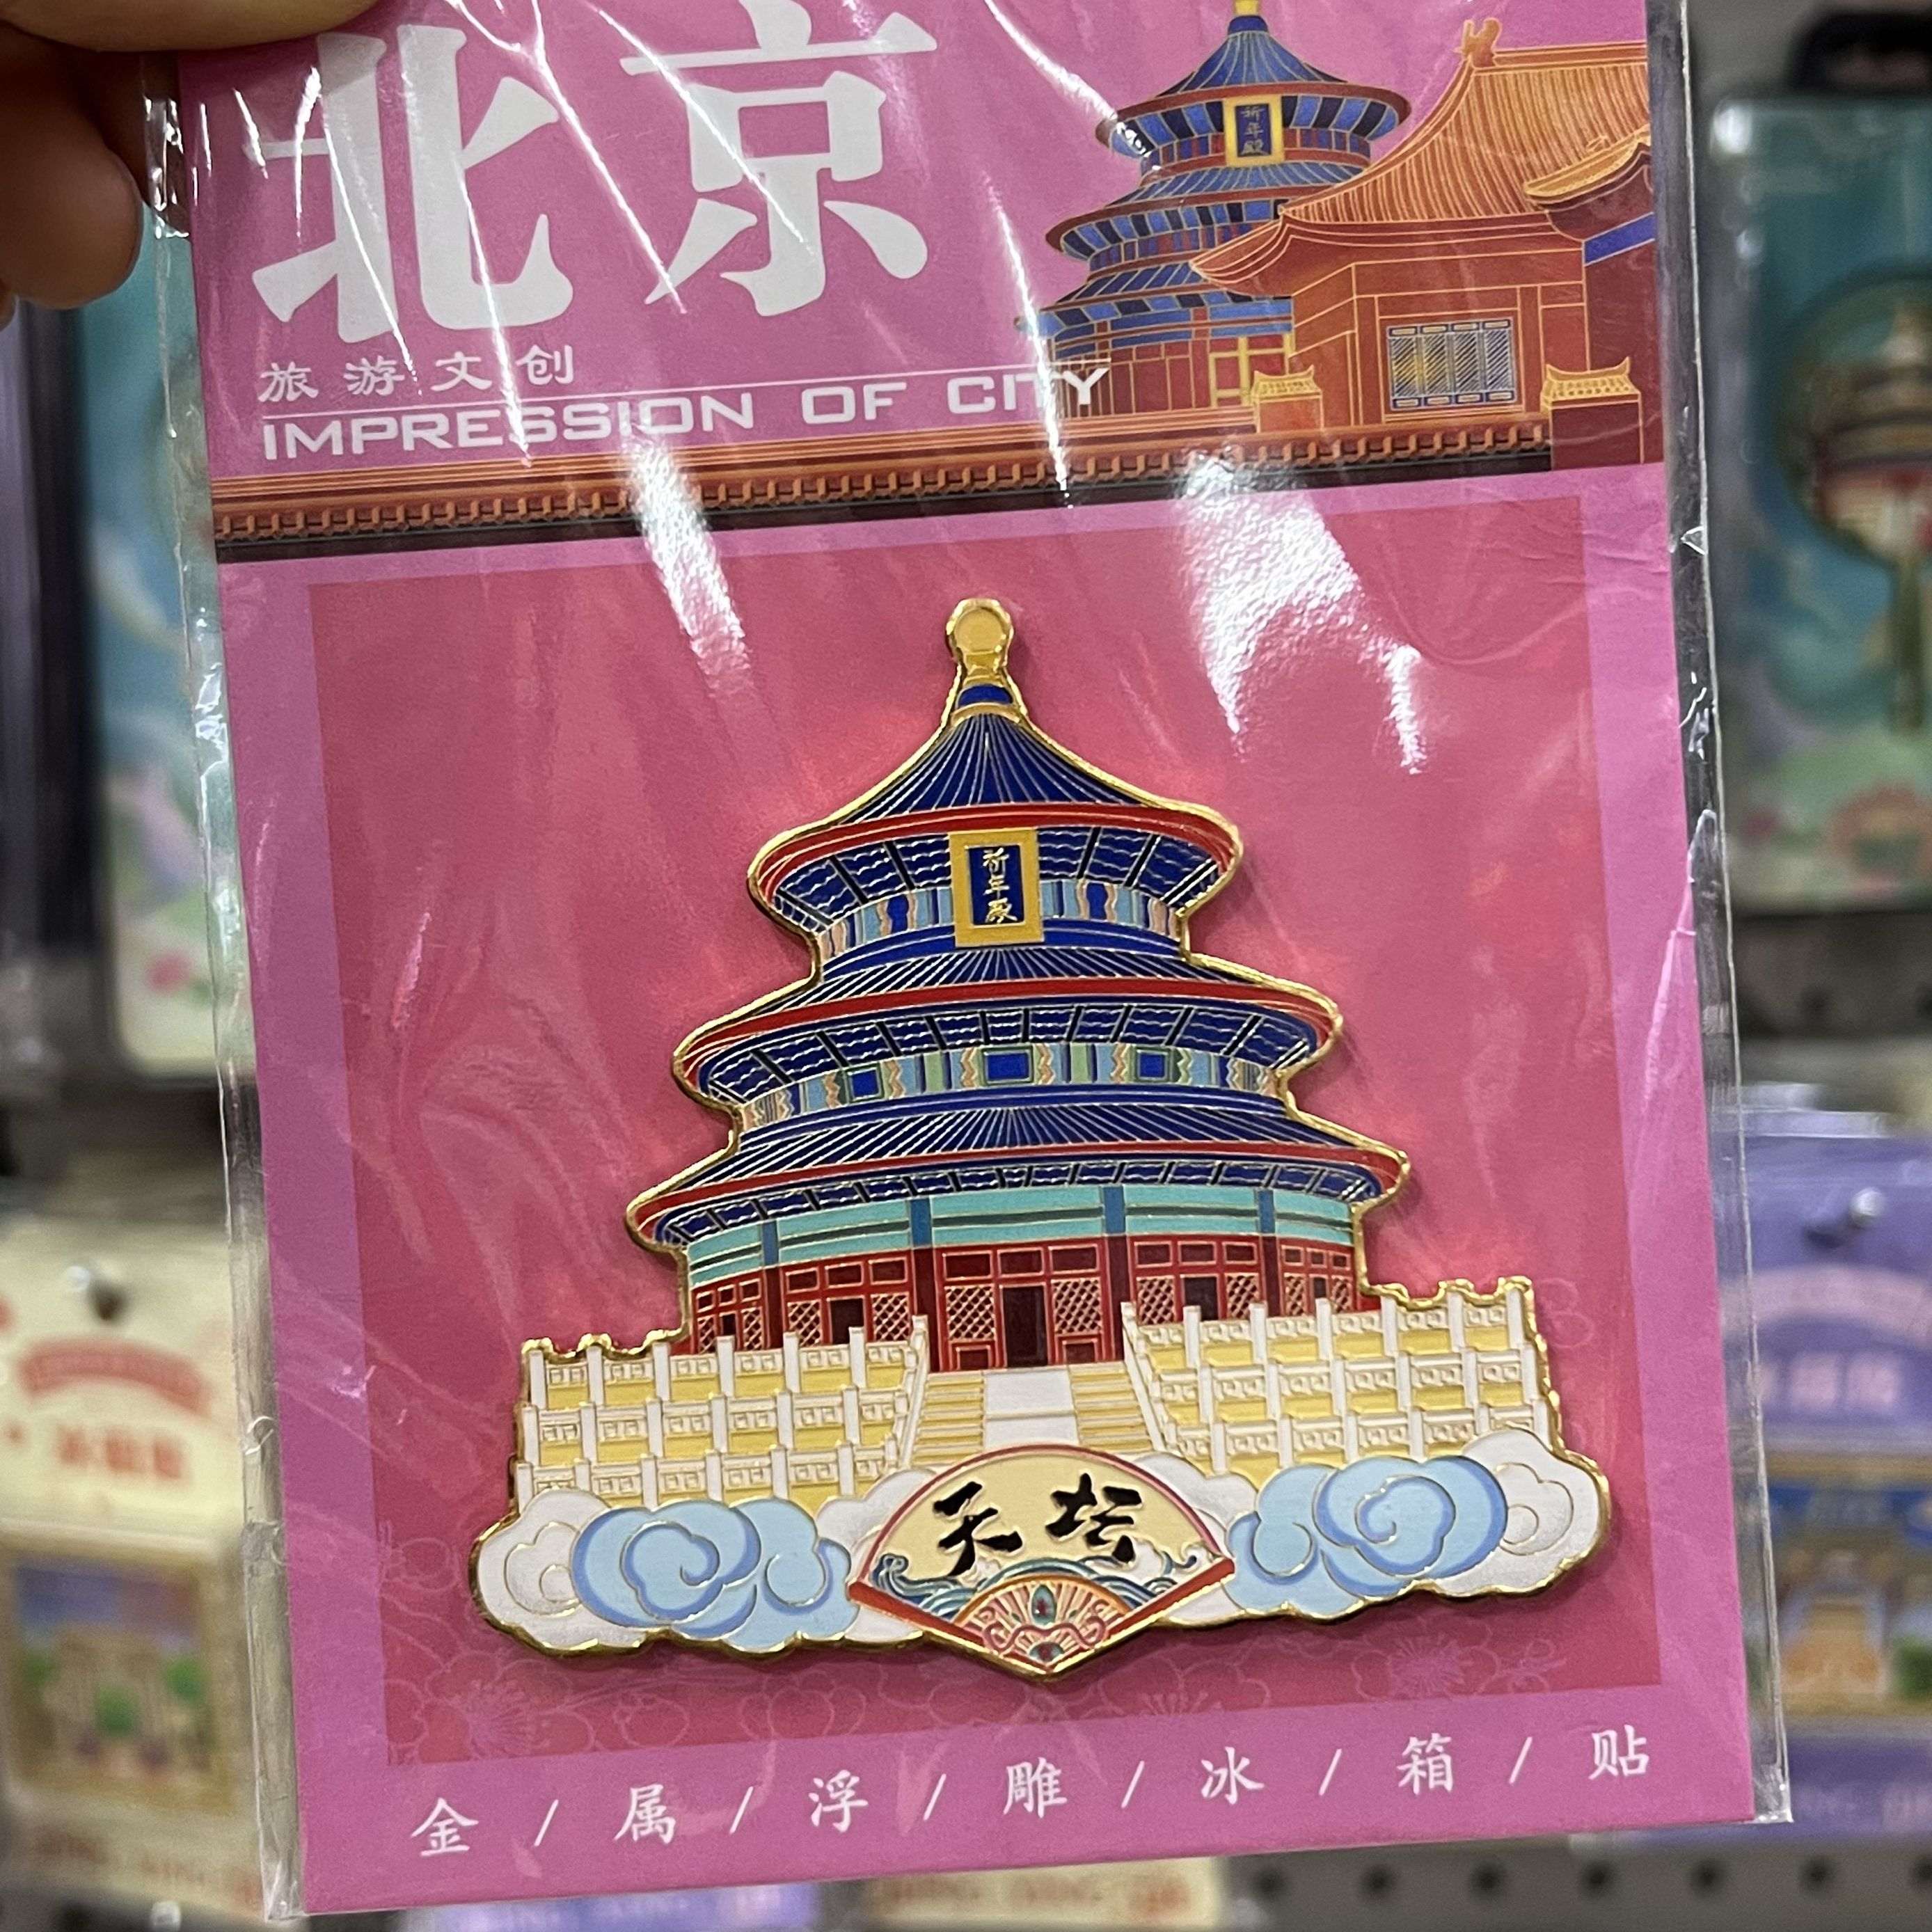 北京
祈年殿
旅游文创
IMPRESSION OF CITY
祈年殿
天坛
金/属/浮/雕/冰/箱/贴